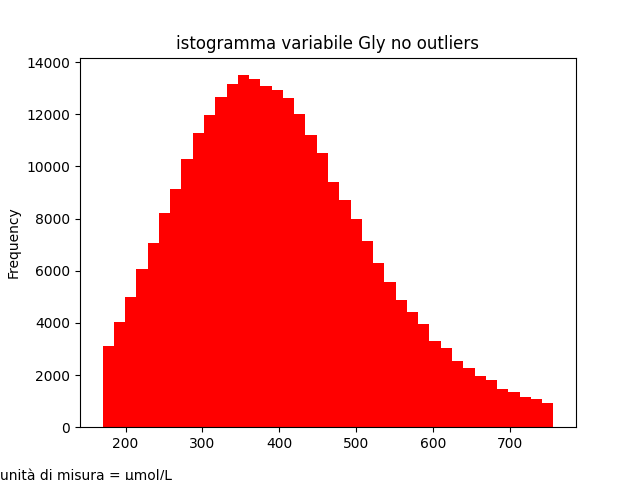 istogramma variabile Gly no outliers
14000
12000
10000
8000
6000
4000
2000
0
Frequency
200 300 400 500 600 700
unità di misura = μmol/L